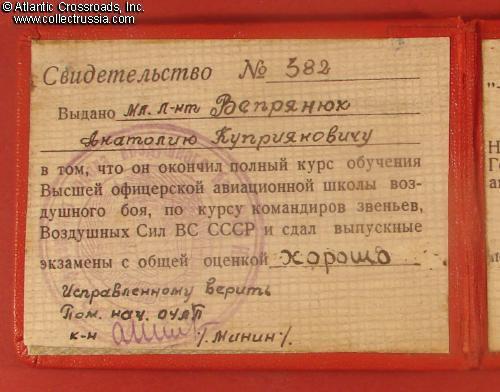 © Atlantic Crossroads, Inc.
www.collectrussia.com
Свидетельство № 382
Выдано мл. л-нт Вепрянюк
Анатолию Куприяновичу
в том, что он окончил полный курс обучения
Высшей офицерской авиационной школы воз-
душного боя, по курсу командиров звеньев,
Воздушных Сил ВС СССР и сдал выпускные
экзамены с общей оценкой хорошо
Исправленному верить
Пом. нач. ОУЛП
к-н /Минин/.